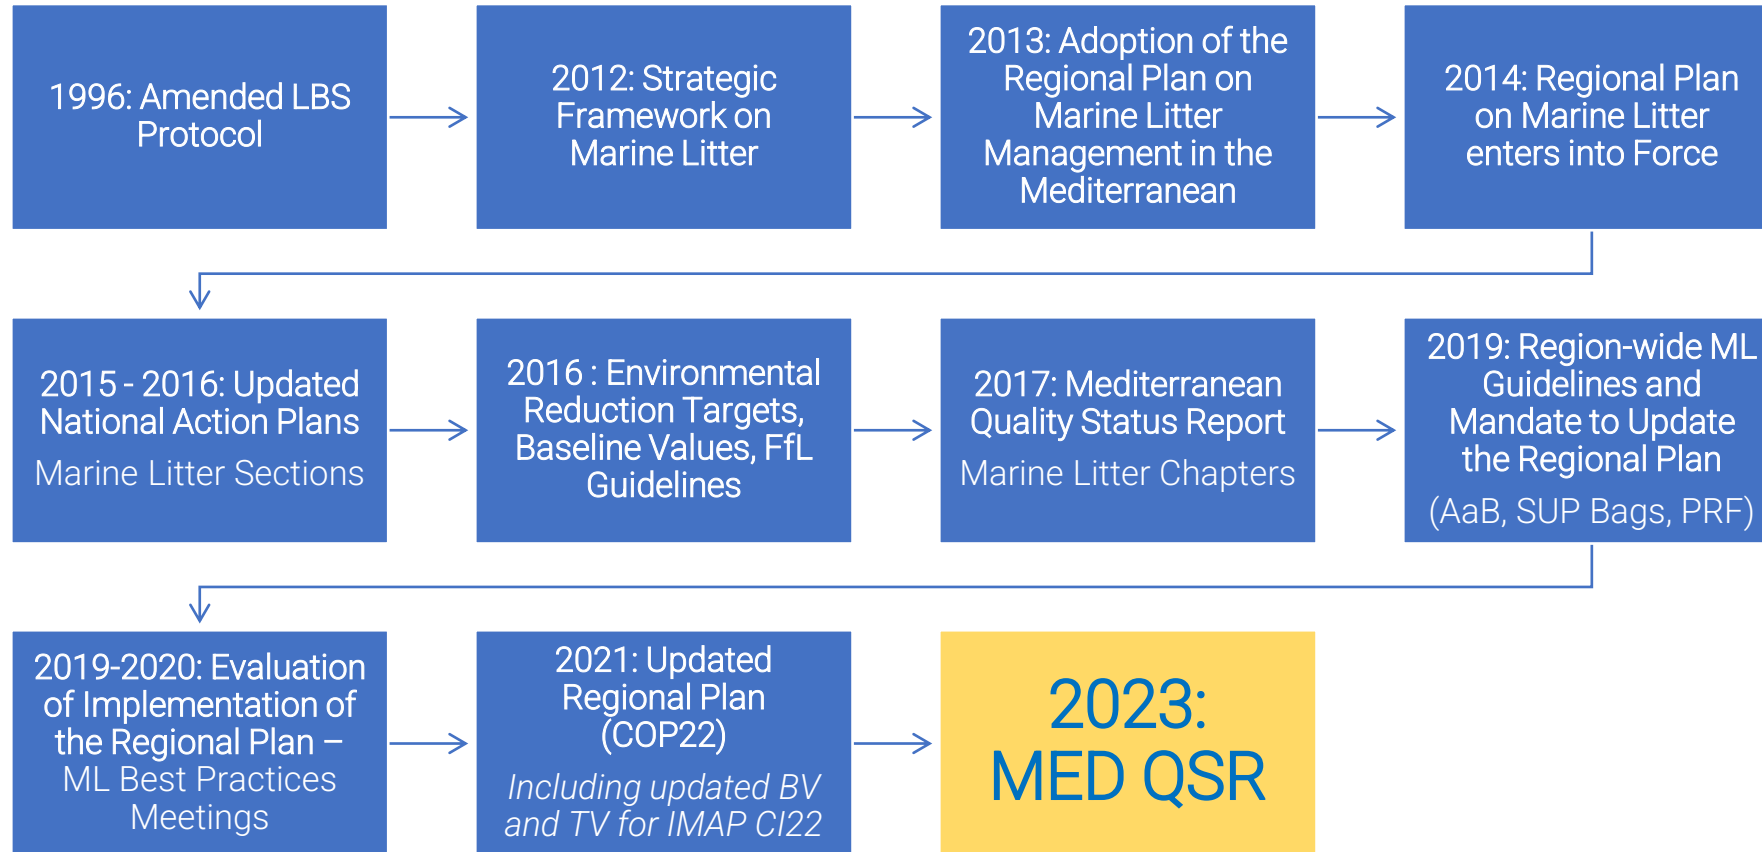 1996: Amended LBS
Protocol
2012: Strategic
Framework on
Marine Litter
2013: Adoption of the
Regional Plan on
Marine Litter
Management in the
Mediterranean
2014: Regional Plan
on Marine Litter
enters into Force
2015 - 2016: Updated
National Action Plans
Marine Litter Sections
2016 : Environmental
Reduction Targets,
Baseline Values, FfL
Guidelines
2017: Mediterranean
Quality Status Report
Marine Litter Chapters
2019: Region-wide ML
Guidelines and
Mandate to Update
the Regional Plan
(AaB, SUP Bags, PRF)
2019-2020: Evaluation
of Implementation of
the Regional Plan –
ML Best Practices
Meetings
2021: Updated
Regional Plan
(COP22)
Including updated BV
and TV for IMAP CI22
2023:
MED QSR